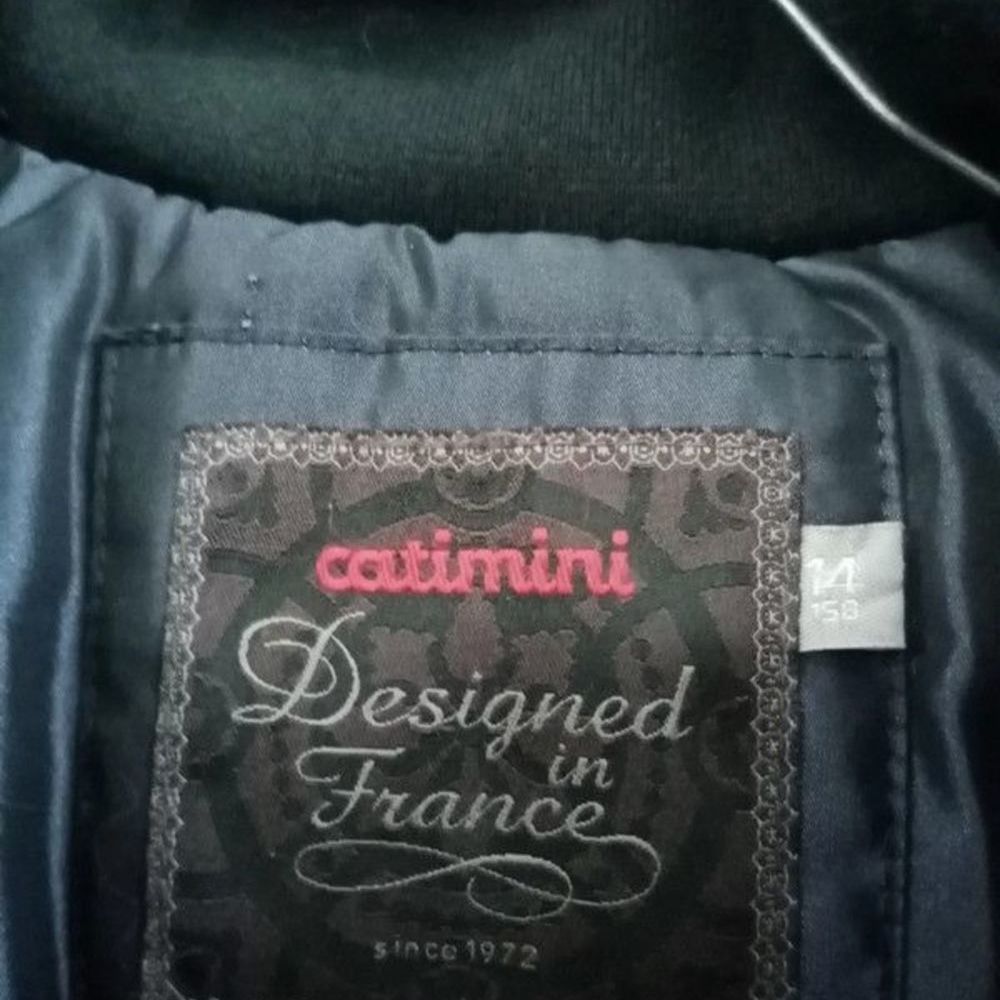 catimini
14
158
Designed
in
France
since 1972